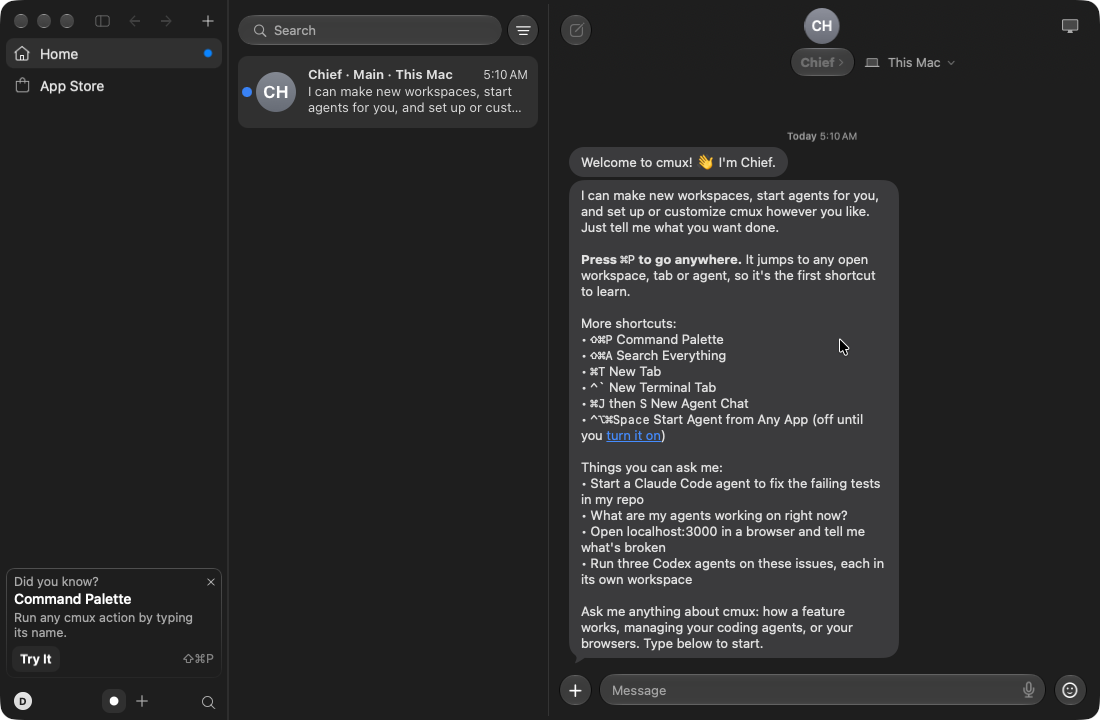 Home
App Store
Did you know?
Command Palette
Run any cmux action by typing
its name.
Try It
⇧⌘P
D
Search
CH
Chief · Main · This Mac
5:10 AM
I can make new workspaces, start
agents for you, and set up or cust...
CH
Chief
This Mac
Today 5:10 AM
Welcome to cmux! 👋 I'm Chief.
I can make new workspaces, start agents for you,
and set up or customize cmux however you like.
Just tell me what you want done.
Press ⌘P to go anywhere. It jumps to any open
workspace, tab or agent, so it's the first shortcut
to learn.
More shortcuts:
• ⇧⌘P Command Palette
• ⇧⌘A Search Everything
• ⌘T New Tab
• ^` New Terminal Tab
• ⌘J then S New Agent Chat
• ^⌥⌘Space Start Agent from Any App (off until
you turn it on)
Things you can ask me:
• Start a Claude Code agent to fix the failing tests
in my repo
• What are my agents working on right now?
• Open localhost:3000 in a browser and tell me
what's broken
• Run three Codex agents on these issues, each in
its own workspace
Ask me anything about cmux: how a feature
works, managing your coding agents, or your
browsers. Type below to start.
Message